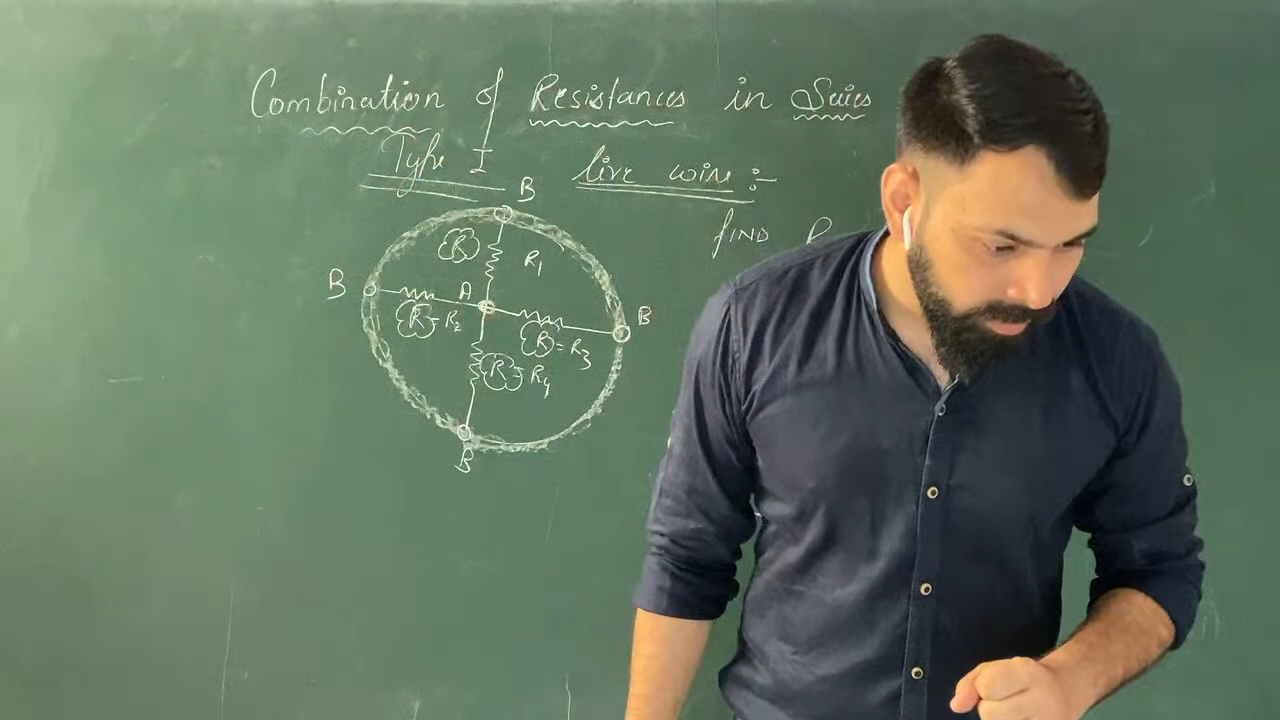 Combination of Resistances in Series
Type I live wire :-
B
FIND R
R R1
B A B
R = R2
R = R3
R = R4
B